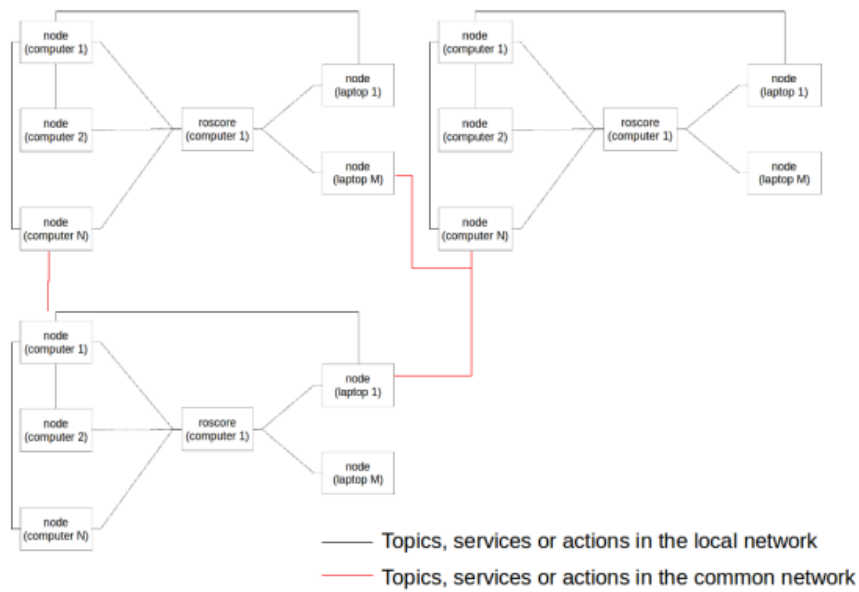 node
(computer 1)
node
(computer 2)
node
(computer N)
roscore
(computer 1)
node
(laptop 1)
node
(laptop M)
node
(computer 1)
node
(computer 2)
node
(computer N)
roscore
(computer 1)
node
(laptop 1)
node
(laptop M)
node
(computer 1)
node
(computer 2)
node
(computer N)
roscore
(computer 1)
node
(laptop 1)
node
(laptop M)
Topics, services or actions in the local network
Topics, services or actions in the common network